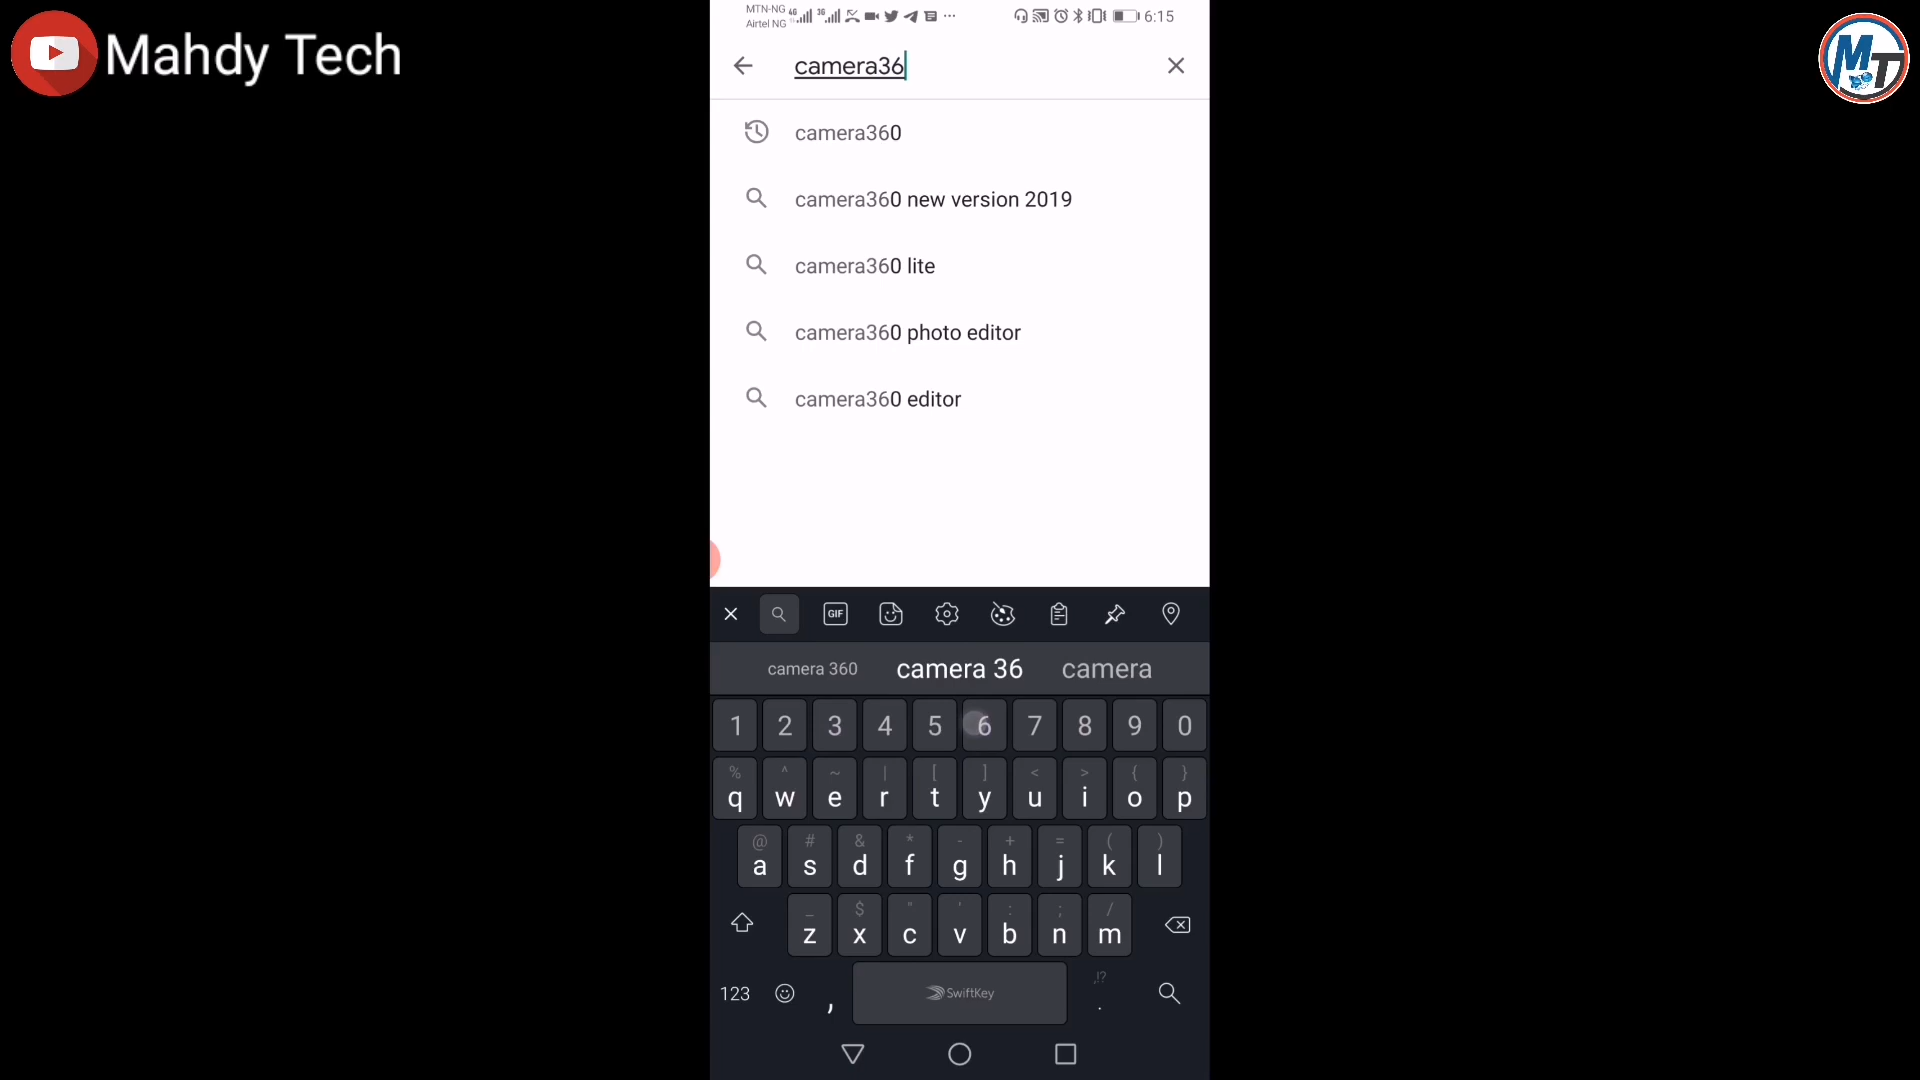 Mahdy Tech
MT
MTN-NG 4G 3G 6:15
Airtel NG
camera36
camera360
camera360 new version 2019
camera360 lite
camera360 photo editor
camera360 editor
GIF
camera 360 camera 36 camera
1 2 3 4 5 6 7 8 9 0
% ^ ~ | [ ] < > { }
q w e r t y u i o p
@ # & * - + = ( )
a s d f g h j k l
_ $ " ' : ; /
z x c v b n m
,!?
123 , SwiftKey .